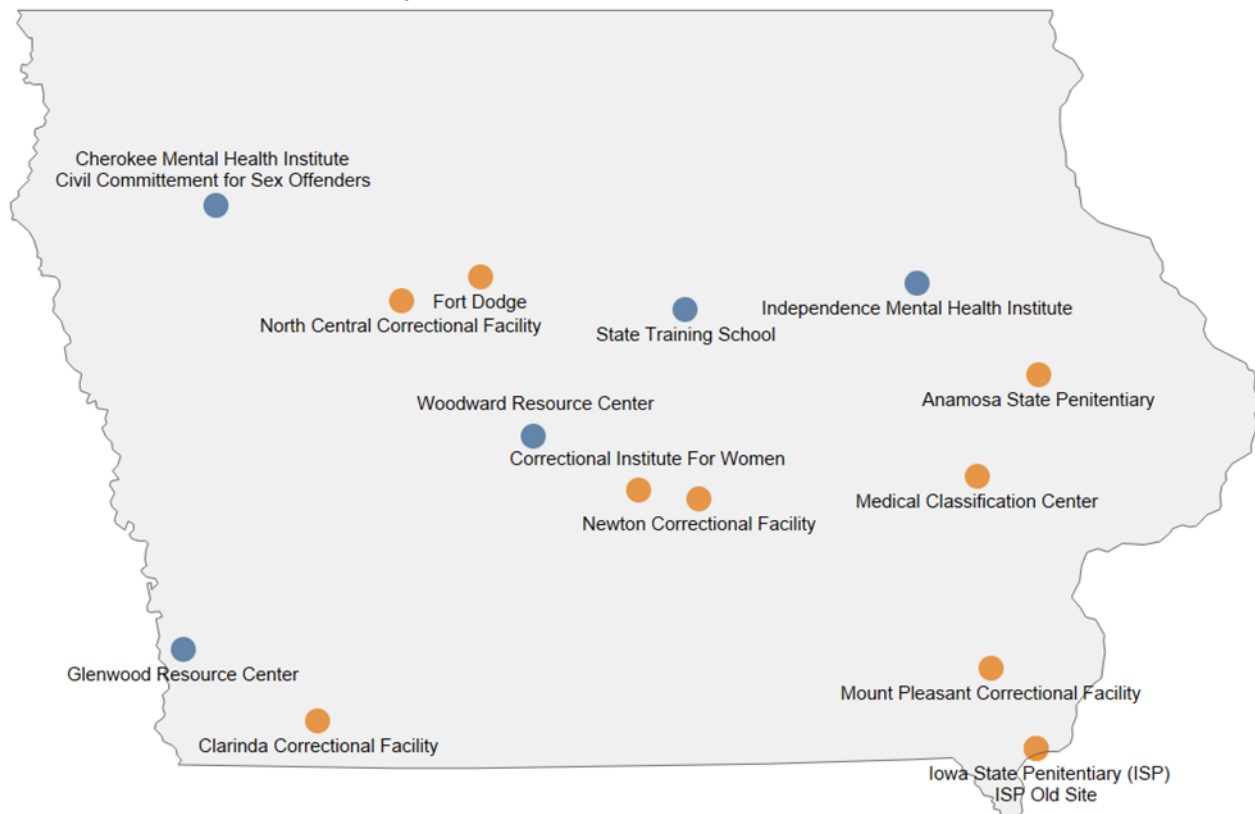 Cherokee Mental Health Institute
Civil Committement for Sex Offenders
Fort Dodge
North Central Correctional Facility
State Training School
Independence Mental Health Institute
Anamosa State Penitentiary
Woodward Resource Center
Correctional Institute For Women
Newton Correctional Facility
Medical Classification Center
Glenwood Resource Center
Clarinda Correctional Facility
Mount Pleasant Correctional Facility
Iowa State Penitentiary (ISP)
ISP Old Site